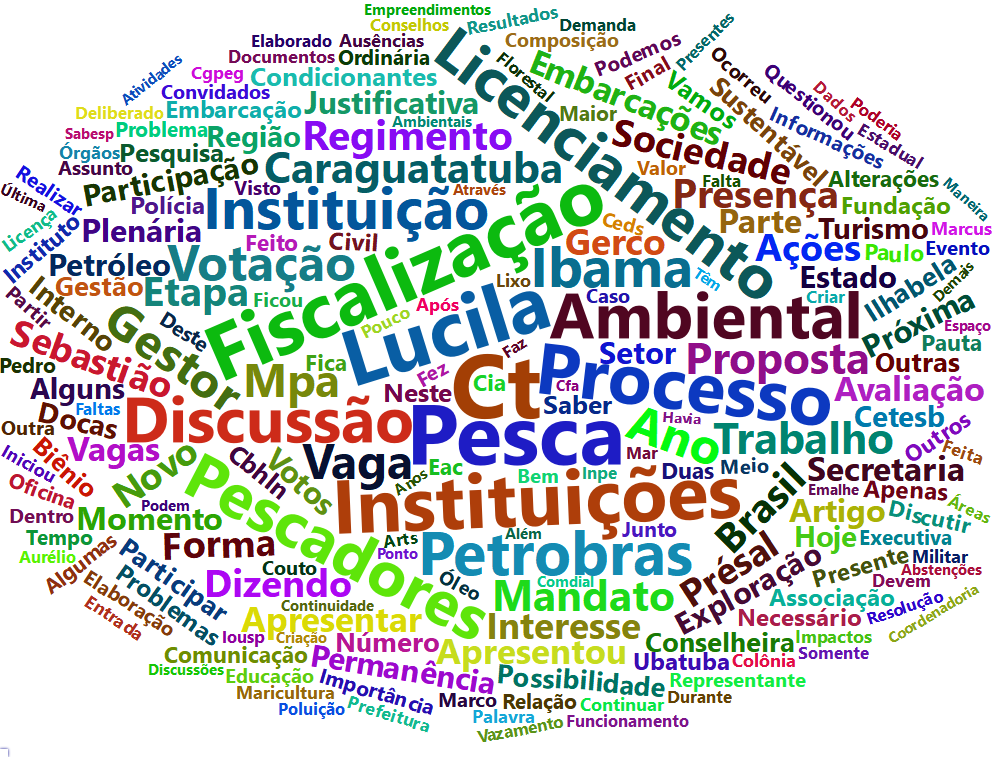 Empreendimentos
Conselhos
Resultados
Demanda
Presentes
Elaborado
Ausências
Licenciamento
Composição
Podemos
Documentos
Ordinária
Florestal
Embarcações
Final
Ocorreu
Atividades
Cgpeg
Condicionantes
Vamos
Questionou
Convidados
Justificativa
Maior
Sustentável
Dados
Poderia
Deliberado
Embarcação
Ambientais
Sociedade
Informações
Estadual
Sabesp
Problema
Região
Regimento
Órgãos
Pesquisa
Assunto
Participação
Caraguatatuba
Valor
Falta
Alterações
Maneira
Realizar
Visto
Através
Presença
Última
Polícia
Instituição
Fiscalização
Ceds
Parte
Fundação
Licença
Instituto
Plenária
Feito
Civil
Gerco
Turismo
Marcus
Ações
Paulo
Evento
Petróleo
Votação
Ibama
Têm
Estado
Ilhabela
Demais
Gestão
Etapa
Ficou
Lixo
Partir
Interno
Gestor
Deste
Pouco
Após
Lucila
Caso
Ambiental
Criar
Próxima
Espaço
Sebastião
Faz
Setor
Proposta
Pauta
Pedro
Fica
Fez
Outras
Alguns
Mpa
Neste
Ct
Cia
Cfa
Processo
Avaliação
Faltas
Saber
Outra
Docas
Discussão
Pesca
Havia
Ano
Cetesb
Iniciou
Biênio
Vagas
Trabalho
Outros
Feita
Novo
Cbhln
Votos
Vaga
Anos
Eac
Mar
Oficina
Bem
Inpe
Duas
Meio
Secretaria
Podem
Pescadores
Instituições
Brasil
Emalhe
Apenas
Áreas
Dentro
Momento
Artigo
Discutir
Tempo
Arts
Além
Junto
Aurélio
Forma
Ponto
Petrobras
Hoje
Executiva
Algumas
Participar
Couto
Présal
Presente
Militar
Abstenções
Elaboração
Problemas
Dizendo
Óleo
Comdial
Mandato
Exploração
Devem
Entrada
Continuidade
Associação
Resolução
Coordenadoria
Iousp
Criação
Apresentar
Interesse
Necessário
Número
Conselheira
Impactos
Comunicação
Apresentou
Somente
Discussões
Permanência
Ubatuba
Colônia
Educação
Importância
Possibilidade
Representante
Maricultura
Marco
Relação
Continuar
Durante
Poluição
Prefeitura
Palavra
Funcionamento
Vazamento